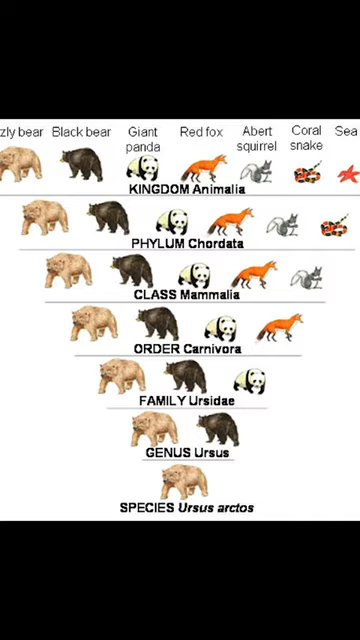 zly bear Black bear Giant panda Red fox Abert squirrel Coral snake Sea
KINGDOM Animalia
PHYLUM Chordata
CLASS Mammalia
ORDER Carnivora
FAMILY Ursidae
GENUS Ursus
SPECIES Ursus arctos